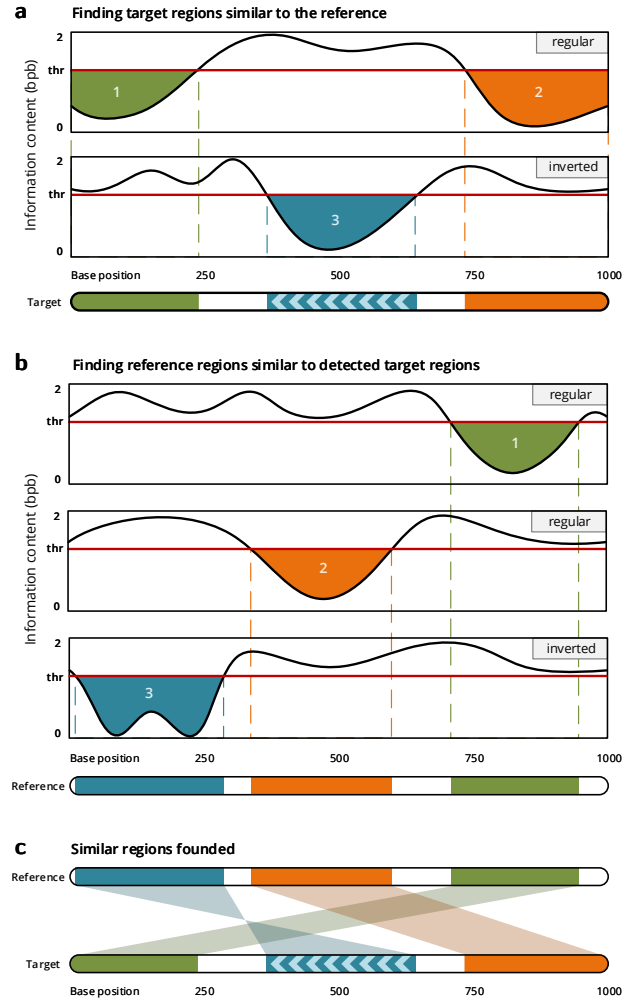 a Finding target regions similar to the reference
2
regular
thr
1
2
0
Information content (bpb)
2
inverted
thr
3
0
Base position 250 500 750 1000
Target
b Finding reference regions similar to detected target regions
2
regular
thr
1
0
Information content (bpb)
2
regular
thr
2
0
2
inverted
thr
3
0
Base position 250 500 750 1000
Reference
c Similar regions founded
Reference
Target
Base position 250 500 750 1000